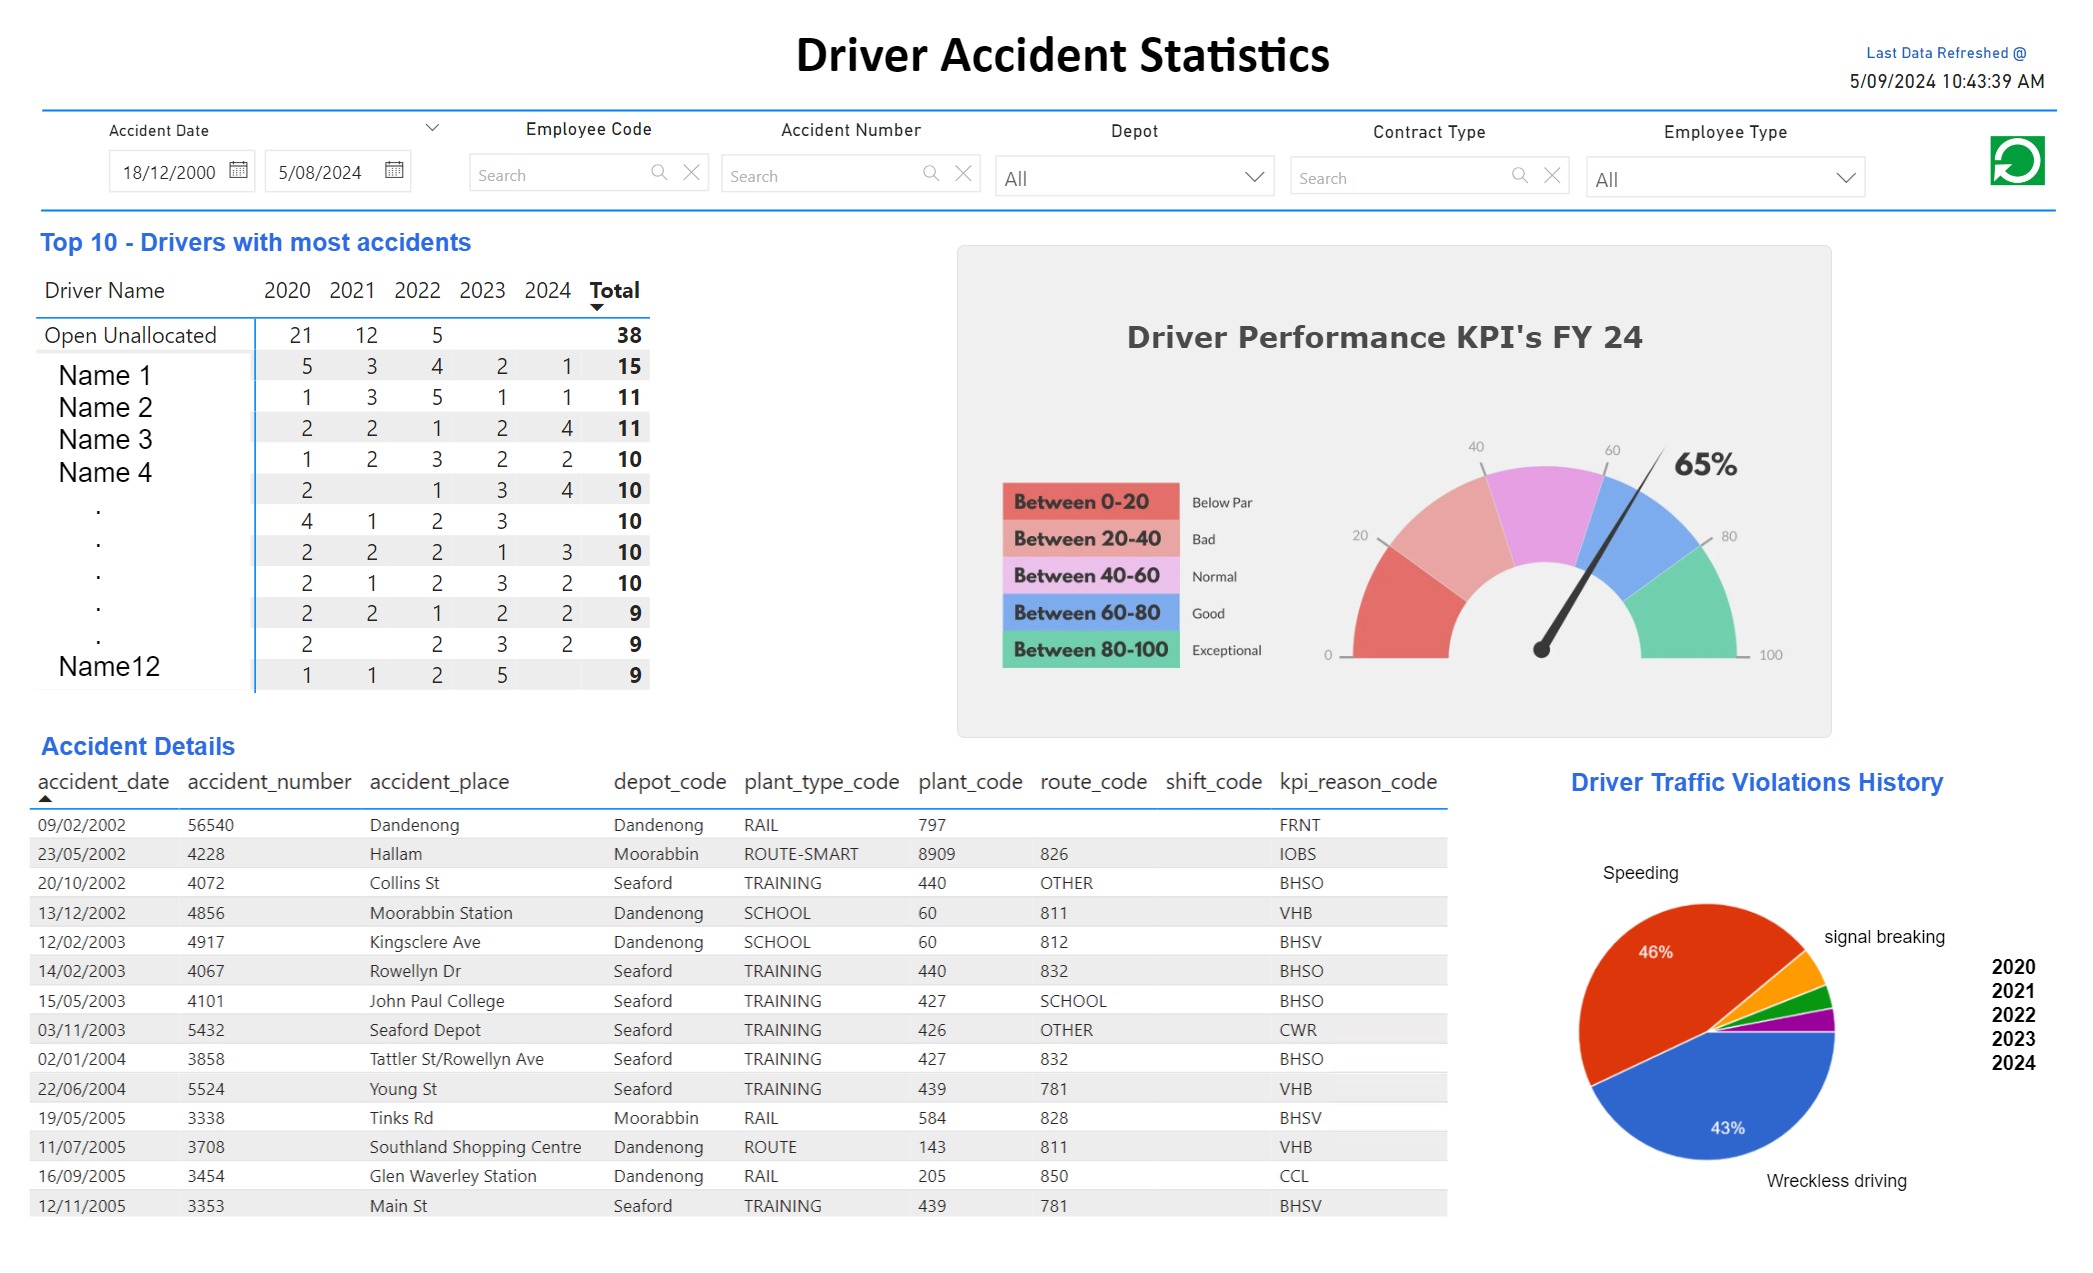 Driver Accident Statistics
Last Data Refreshed @
5/09/2024 10:43:39 AM
Accident Date Employee Code Accident Number Depot Contract Type Employee Type
18/12/2000 5/08/2024 Search Search All Search All
Top 10 - Drivers with most accidents
Driver Name 2020 2021 2022 2023 2024 Total
Open Unallocated 21 12 5 38
Name 1 5 3 4 2 1 15
Name 2 1 3 5 1 1 11
Name 3 2 2 1 2 4 11
Name 4 1 2 3 2 2 10
2 1 3 4 10
. 4 1 2 3 10
. 2 2 2 1 3 10
. 2 1 2 3 2 10
. 2 2 1 2 2 9
. 2 2 3 2 9
Name12 1 1 2 5 9
Driver Performance KPI's FY 24
Between 0-20 Below Par
Between 20-40 Bad
Between 40-60 Normal
Between 60-80 Good
Between 80-100 Exceptional
0
20
40
60
65%
80
100
Accident Details
accident_date accident_number accident_place depot_code plant_type_code plant_code route_code shift_code kpi_reason_code
09/02/2002 56540 Dandenong Dandenong RAIL 797 FRNT
23/05/2002 4228 Hallam Moorabbin ROUTE-SMART 8909 826 IOBS
20/10/2002 4072 Collins St Seaford TRAINING 440 OTHER BHSO
13/12/2002 4856 Moorabbin Station Dandenong SCHOOL 60 811 VHB
12/02/2003 4917 Kingsclere Ave Dandenong SCHOOL 60 812 BHSV
14/02/2003 4067 Rowellyn Dr Seaford TRAINING 440 832 BHSO
15/05/2003 4101 John Paul College Seaford TRAINING 427 SCHOOL BHSO
03/11/2003 5432 Seaford Depot Seaford TRAINING 426 OTHER CWR
02/01/2004 3858 Tattler St/Rowellyn Ave Seaford TRAINING 427 832 BHSO
22/06/2004 5524 Young St Seaford TRAINING 439 781 VHB
19/05/2005 3338 Tinks Rd Moorabbin RAIL 584 828 BHSV
11/07/2005 3708 Southland Shopping Centre Dandenong ROUTE 143 811 VHB
16/09/2005 3454 Glen Waverley Station Dandenong RAIL 205 850 CCL
12/11/2005 3353 Main St Seaford TRAINING 439 781 BHSV
Driver Traffic Violations History
Speeding
signal breaking
46%
43%
Wreckless driving
2020
2021
2022
2023
2024